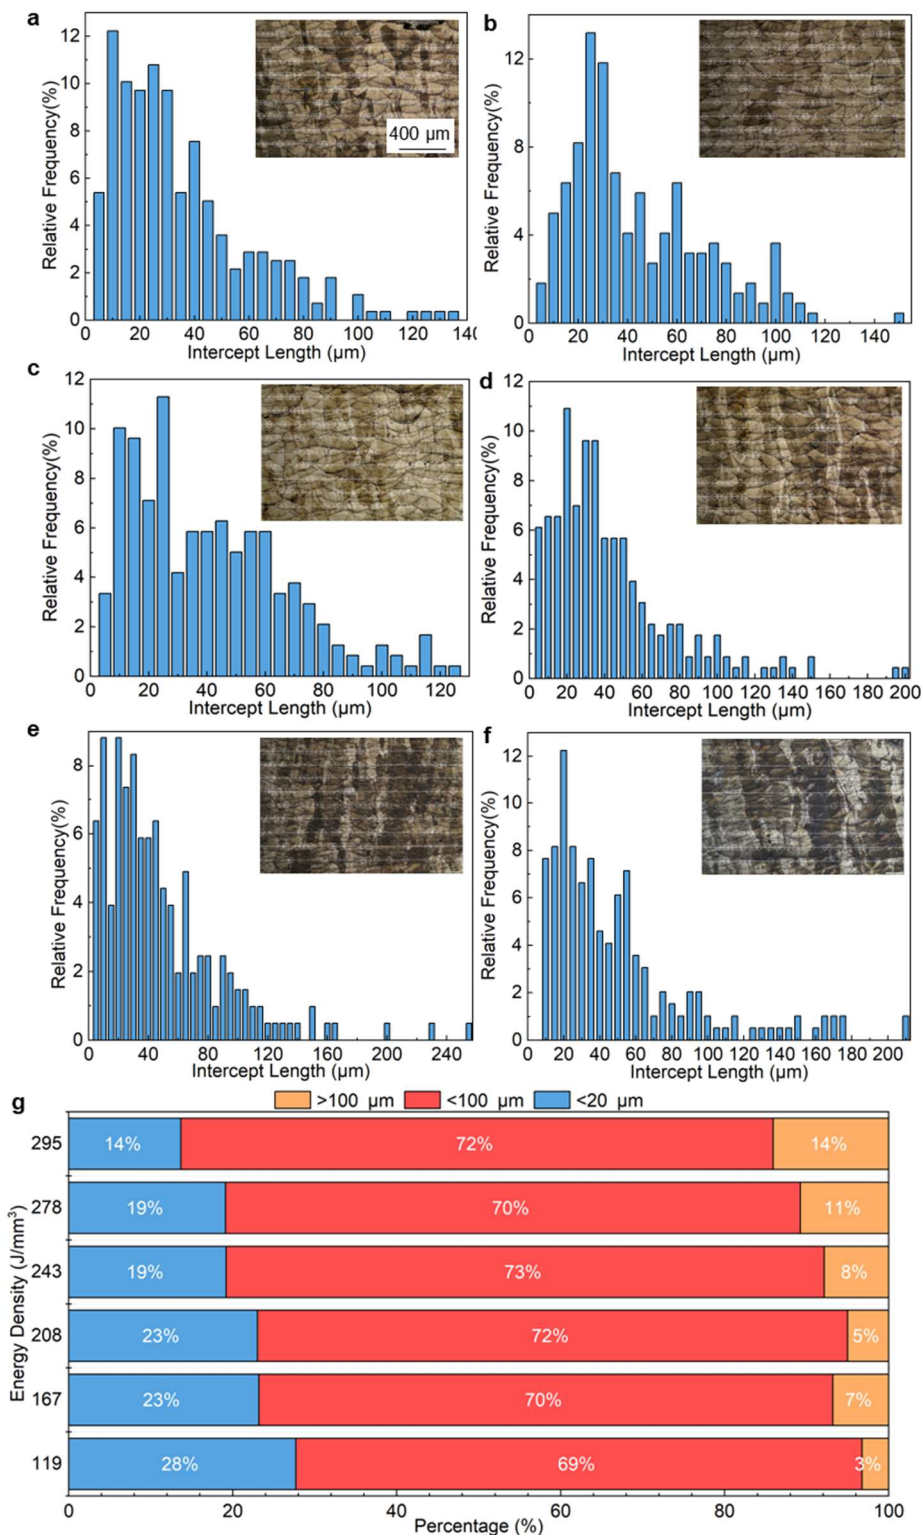 a
b
12
10
8
6
4
2
0
Relative Frequency(%)
400 μm
0 20 40 60 80 100 120 140
Intercept Length (μm)
12
8
4
0
Relative Frequency(%)
0 20 40 60 80 100 120 140
Intercept Length (μm)
c
d
12
10
8
6
4
2
0
Relative Frequency(%)
0 20 40 60 80 100 120
Intercept Length (μm)
12
10
8
6
4
2
0
Relative Frequency(%)
0 20 40 60 80 100 120 140 160 180 200
Intercept Length (μm)
e
f
8
6
4
2
0
Relative Frequency(%)
0 40 80 120 160 200 240
Intercept Length (μm)
12
10
8
6
4
2
0
Relative Frequency(%)
0 20 40 60 80 100 120 140 160 180 200
Intercept Length (μm)
g
>100 μm <100 μm <20 μm
Energy Density (J/mm³)
295 14% 72% 14%
278 19% 70% 11%
243 19% 73% 8%
208 23% 72% 5%
167 23% 70% 7%
119 28% 69% 3%
0 20 40 60 80 100
Percentage (%)